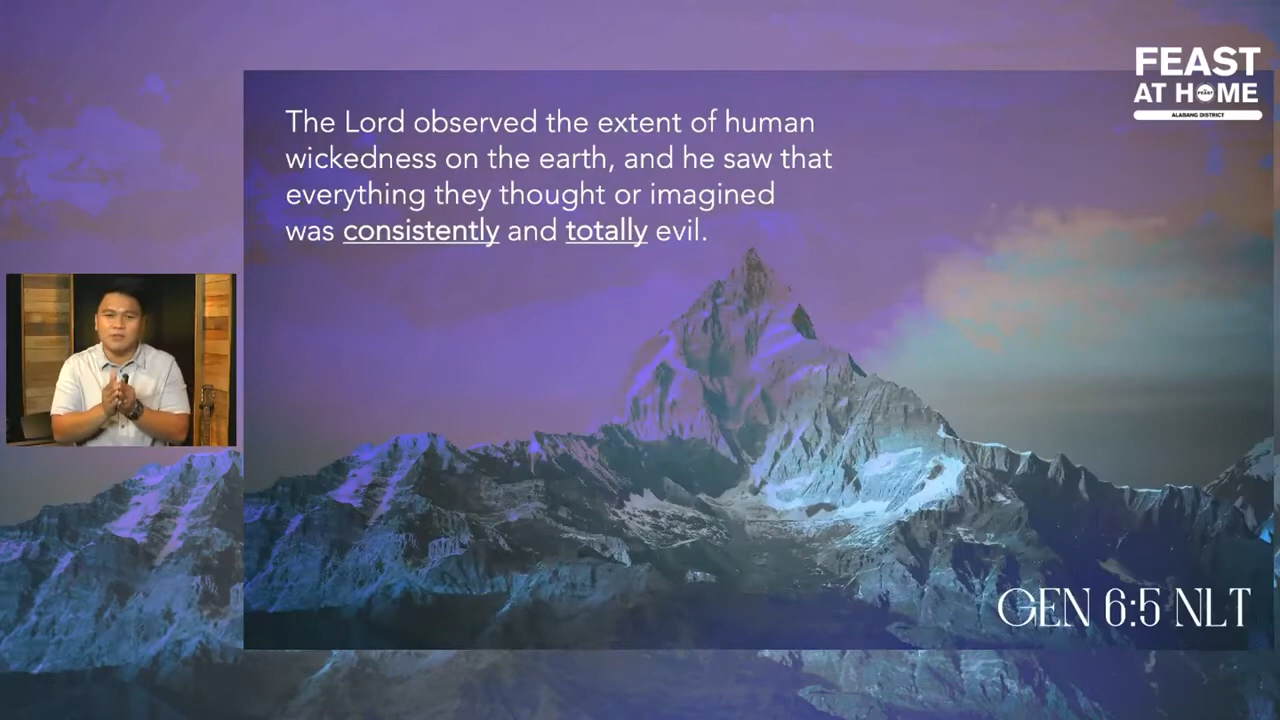 FEAST
AT HOME
ALABANG DISTRICT
The Lord observed the extent of human
wickedness on the earth, and he saw that
everything they thought or imagined
was consistently and totally evil.
GEN 6:5 NLT